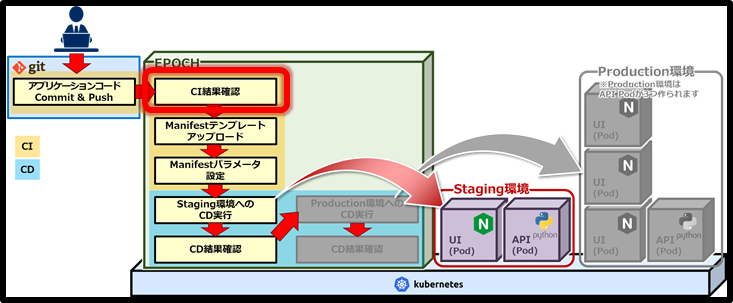 git
アプリケーションコード
Commit & Push
CI
CD
EPOCH
CI結果確認
Manifestテンプレート
アップロード
Manifestパラメータ
設定
Staging環境への
CD実行
CD結果確認
Production環境への
CD実行
CD結果確認
Staging環境
UI
(Pod)
N
API
(Pod)
python
Production環境
※Production環境は
API Podが3つ作られます
UI
(Pod)
N
UI
(Pod)
N
UI
(Pod)
N
API
(Pod)
python
kubernetes